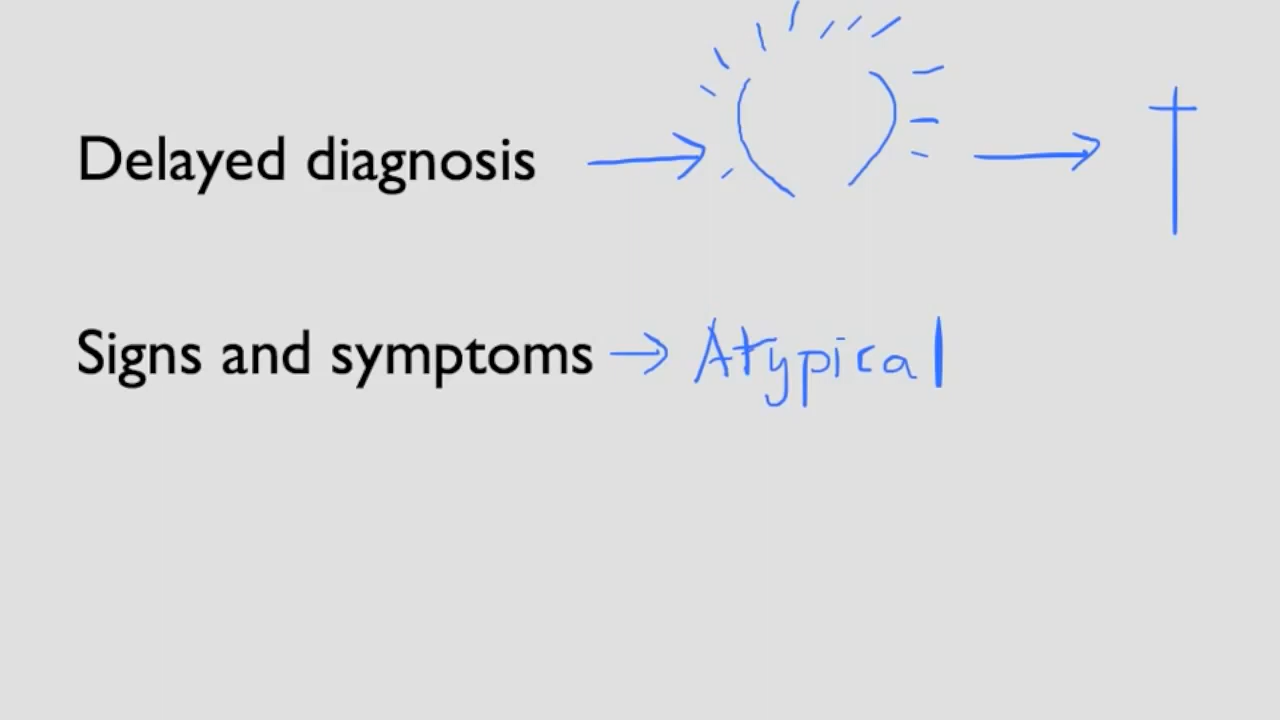 Delayed diagnosis
Signs and symptoms → Atypical